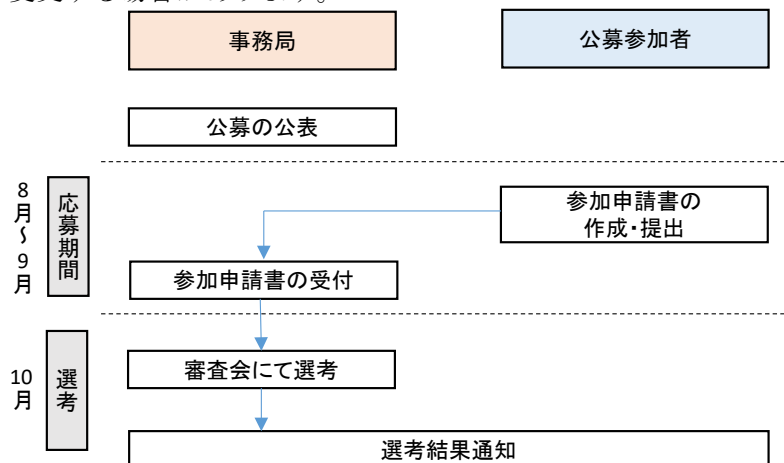 事務局
公募参加者
公募の公表
8月～9月
応募期間
参加申請書の
作成・提出
参加申請書の受付
10月
選考
審査会にて選考
選考結果通知